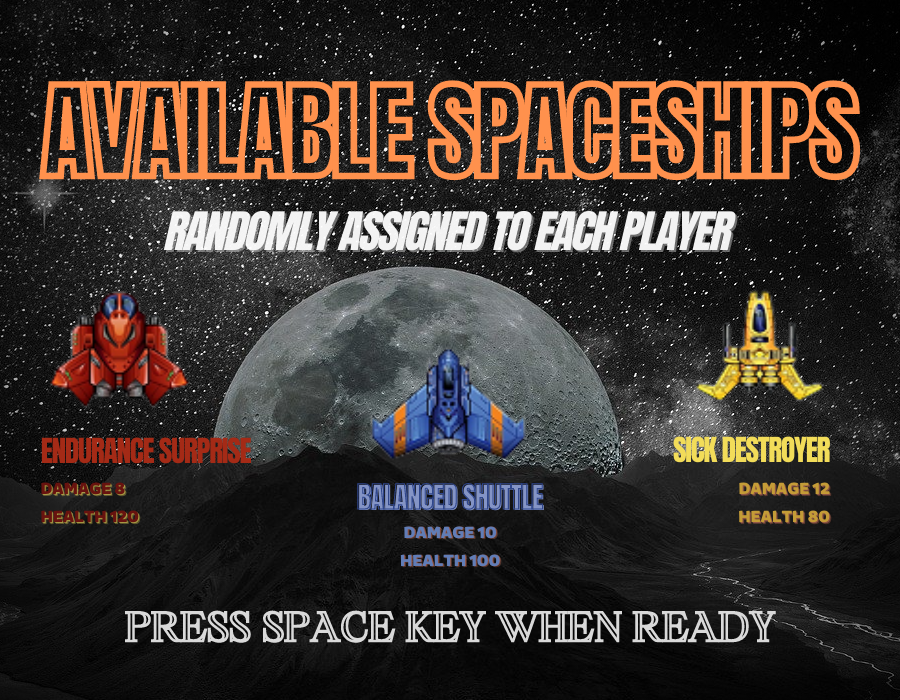 AVAILABLE SPACESHIPS
RANDOMLY ASSIGNED TO EACH PLAYER
ENDURANCE SURPRISE
DAMAGE 8
HEALTH 120
BALANCED SHUTTLE
DAMAGE 10
HEALTH 100
SICK DESTROYER
DAMAGE 12
HEALTH 80
PRESS SPACE KEY WHEN READY